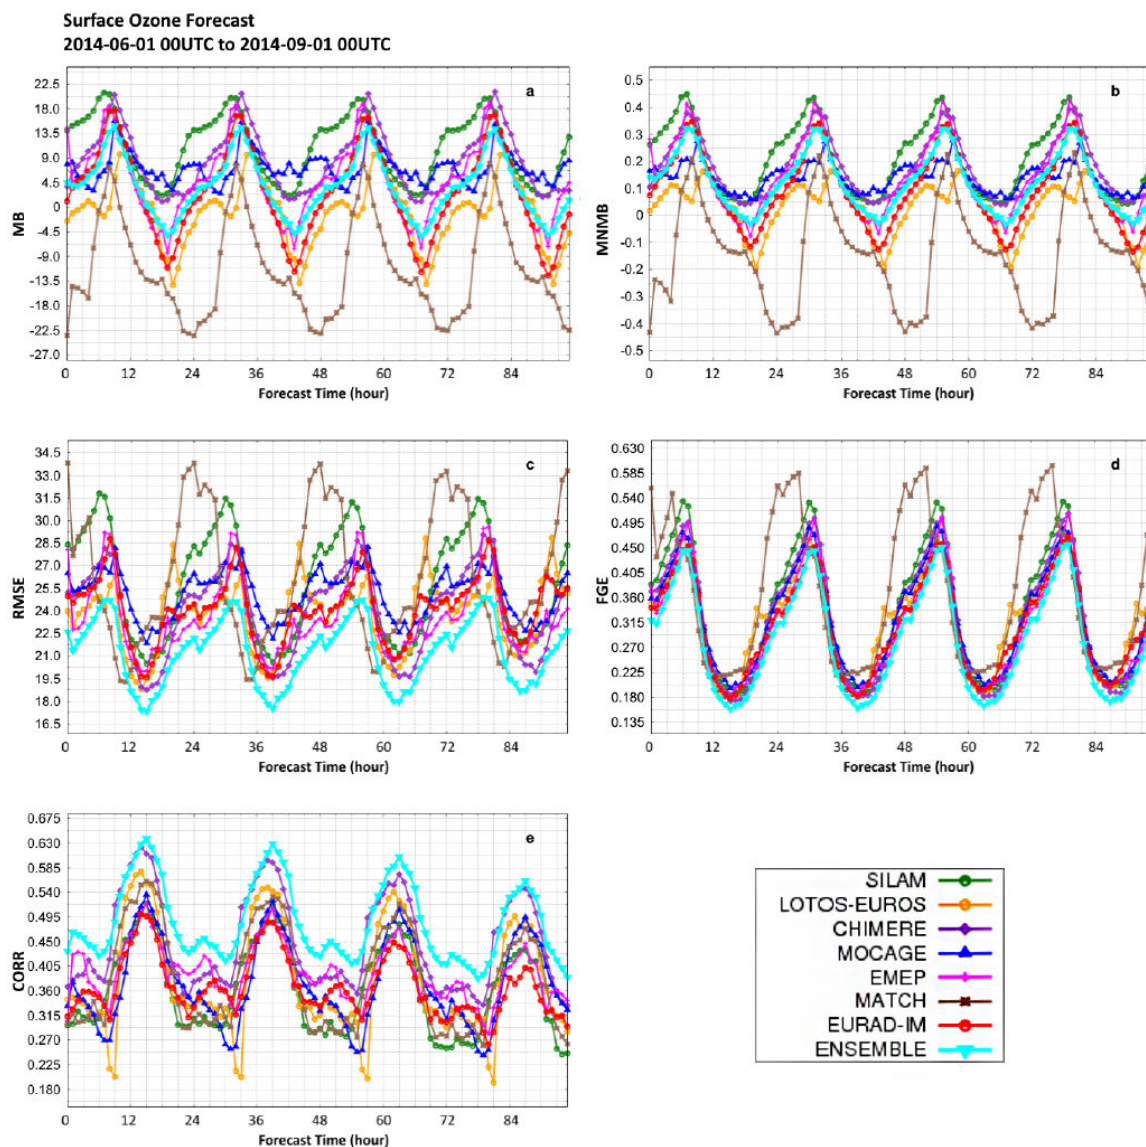 Surface Ozone Forecast
2014-06-01 00UTC to 2014-09-01 00UTC
a
MB
22.5
18.0
13.5
9.0
4.5
0
-4.5
-9.0
-13.5
-18.0
-22.5
-27.0
0 12 24 36 48 60 72 84
Forecast Time (hour)
b
MNMB
0.5
0.4
0.3
0.2
0.1
0
-0.1
-0.2
-0.3
-0.4
-0.5
0 12 24 36 48 60 72 84
Forecast Time (hour)
c
RMSE
34.5
33.0
31.5
30.0
28.5
27.0
25.5
24.0
22.5
21.0
19.5
18.0
16.5
0 12 24 36 48 60 72 84
Forecast Time (hour)
d
FGE
0.630
0.585
0.540
0.495
0.450
0.405
0.360
0.315
0.270
0.225
0.180
0.135
0 12 24 36 48 60 72 84
Forecast Time (hour)
e
CORR
0.675
0.630
0.585
0.540
0.495
0.450
0.405
0.360
0.315
0.270
0.225
0.180
0 12 24 36 48 60 72 84
Forecast Time (hour)
SILAM
LOTOS-EUROS
CHIMERE
MOCAGE
EMEP
MATCH
EURAD-IM
ENSEMBLE